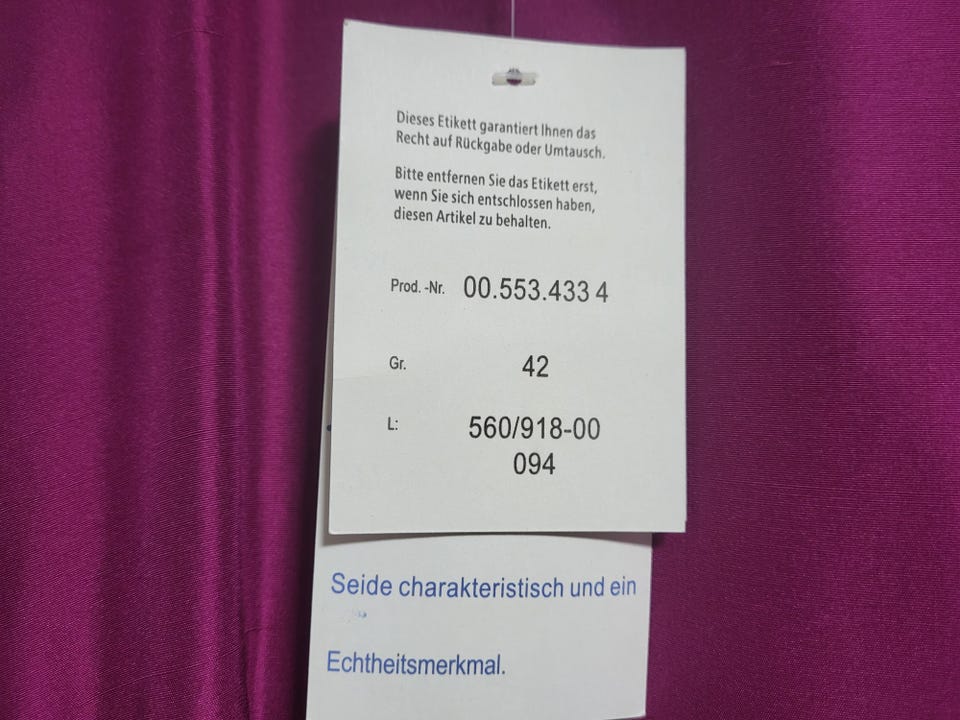 Dieses Etikett garantiert Ihnen das
Recht auf Rückgabe oder Umtausch.
Bitte entfernen Sie das Etikett erst,
wenn Sie sich entschlossen haben,
diesen Artikel zu behalten.
Prod. -Nr. 00.553.433 4
Gr. 42
L: 560/918-00
094
Seide charakteristisch und ein
Echtheitsmerkmal.